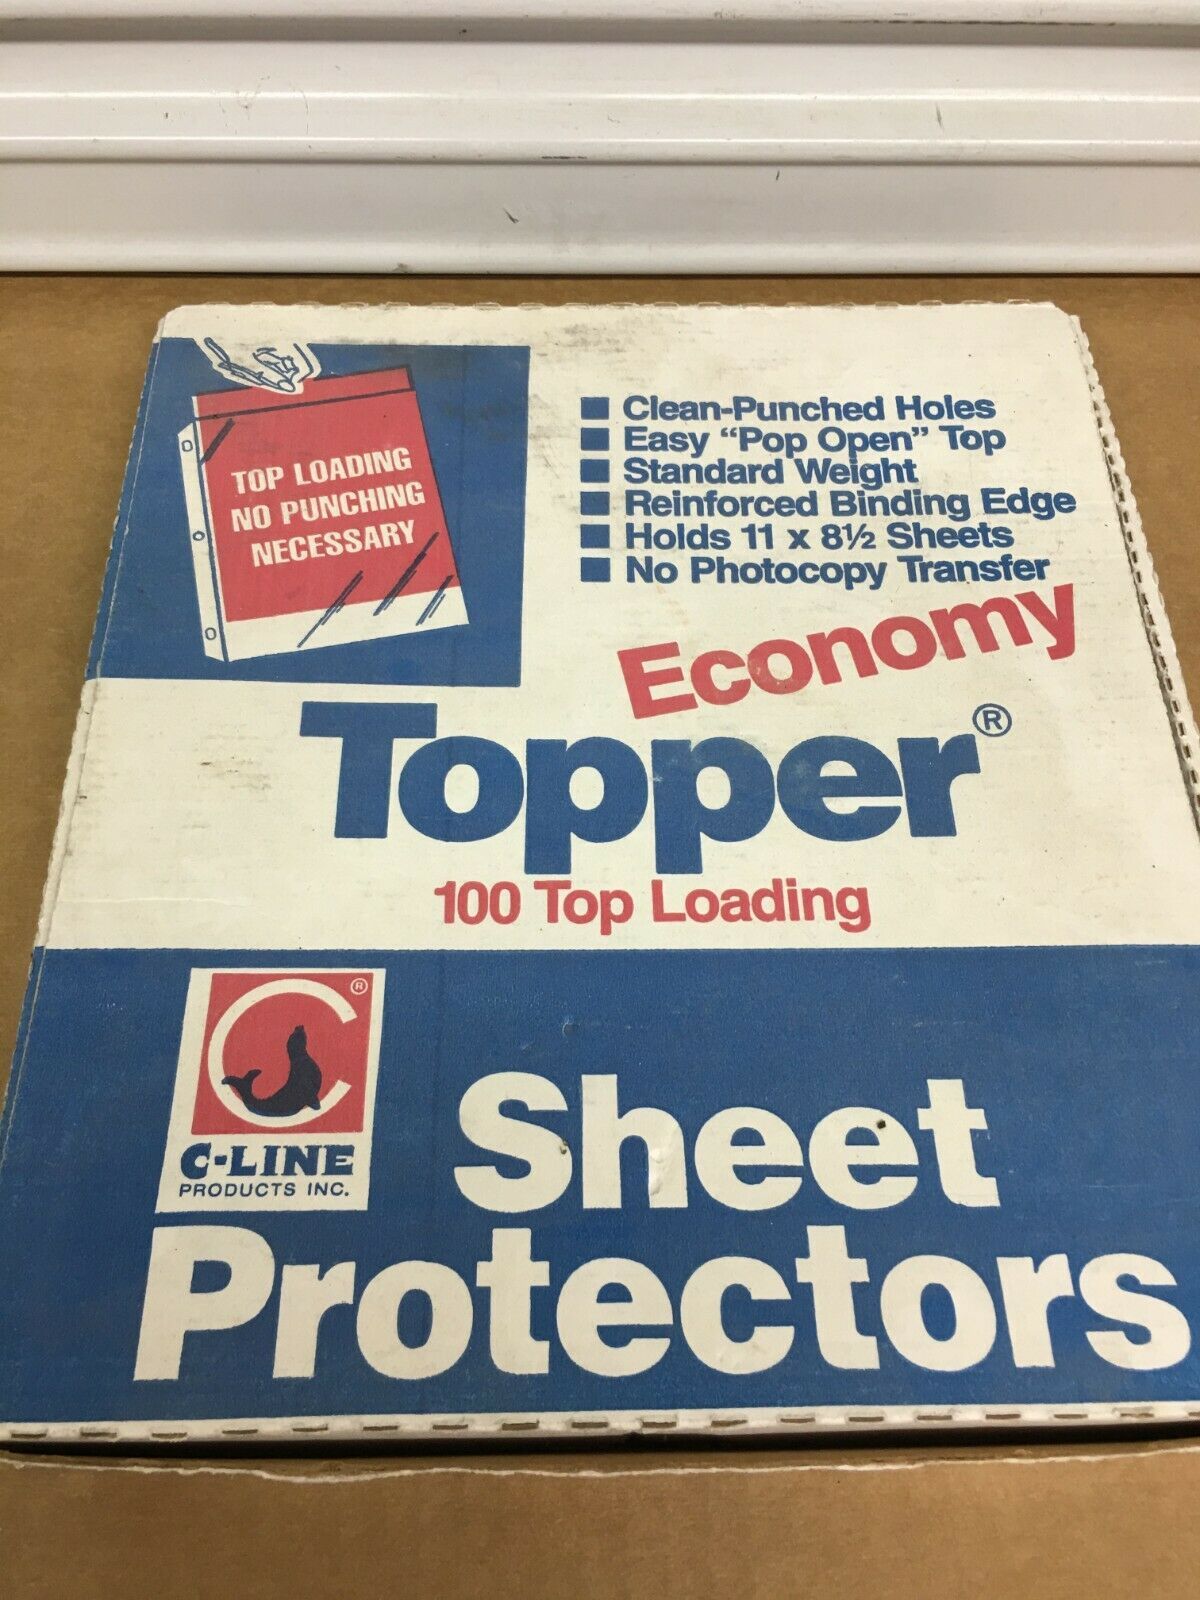 TOP LOADING
NO PUNCHING
NECESSARY
■ Clean-Punched Holes
■ Easy “Pop Open” Top
■ Standard Weight
■ Reinforced Binding Edge
■ Holds 11 x 8½ Sheets
■ No Photocopy Transfer
Economy
Topper®
100 Top Loading
C®
C-LINE
PRODUCTS INC.
Sheet
Protectors